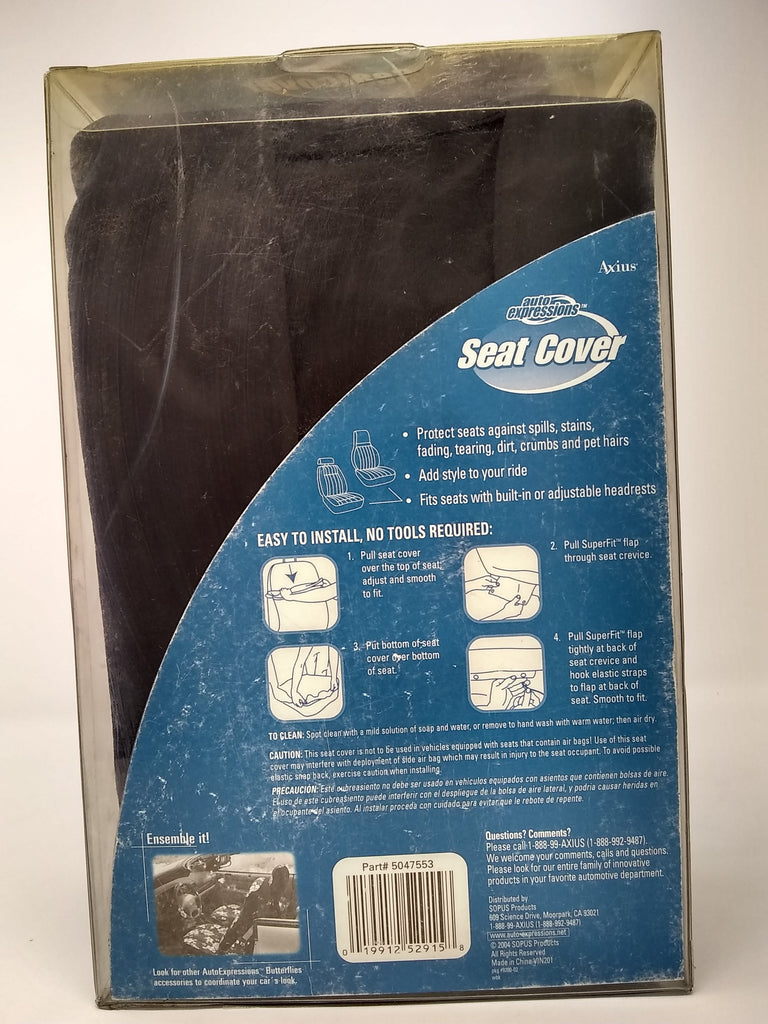 Axius
auto
expressions™
Seat Cover
• Protect seats against spills, stains,
fading, tearing, dirt, crumbs and pet hairs
• Add style to your ride
• Fits seats with built-in or adjustable headrests
EASY TO INSTALL, NO TOOLS REQUIRED:
1. Pull seat cover
over the top of seat;
adjust and smooth
to fit.
2. Pull SuperFit™ flap
through seat crevice.
3. Put bottom of seat
cover over bottom
of seat.
4. Pull SuperFit™ flap
tightly at back of
seat crevice and
hook elastic straps
to flap at back of
seat. Smooth to fit.
TO CLEAN: Spot clean with a mild solution of soap and water, or remove to hand wash with warm water; then air dry.
CAUTION: This seat cover is not to be used in vehicles equipped with seats that contain air bags! Use of this seat
cover may interfere with deployment of side air bag which may result in injury to the seat occupant. To avoid possible
elastic snap back, exercise caution when installing.
PRECAUCION: Este cubreasiento no debe ser usado en vehiculos equipados con asientos que contienen bolsas de aire.
El uso de este cubreasiento puede interferir con el despliegue de la bolsa de aire lateral, y podria causar heridas en
el ocupante del asiento. Al instalar proceda con cuidado para evitar que le rebote de repente.
Ensemble it!
Look for other AutoExpressions™ Butterflies
accessories to coordinate your car's look.
Part# 5047553
0 19912 52915 8
Questions? Comments?
Please call 1-888-99-AXIUS (1-888-992-9487).
We welcome your comments, calls and questions.
Please look for our entire family of innovative
products in your favorite automotive department.
Distributed by
SOPUS Products
609 Science Drive, Moorpark, CA 93021
1-888-99-AXIUS (1-888-992-9487)
www.auto-expressions.net
© 2004 SOPUS Products
All Rights Reserved
Made in China VIN201
wbk